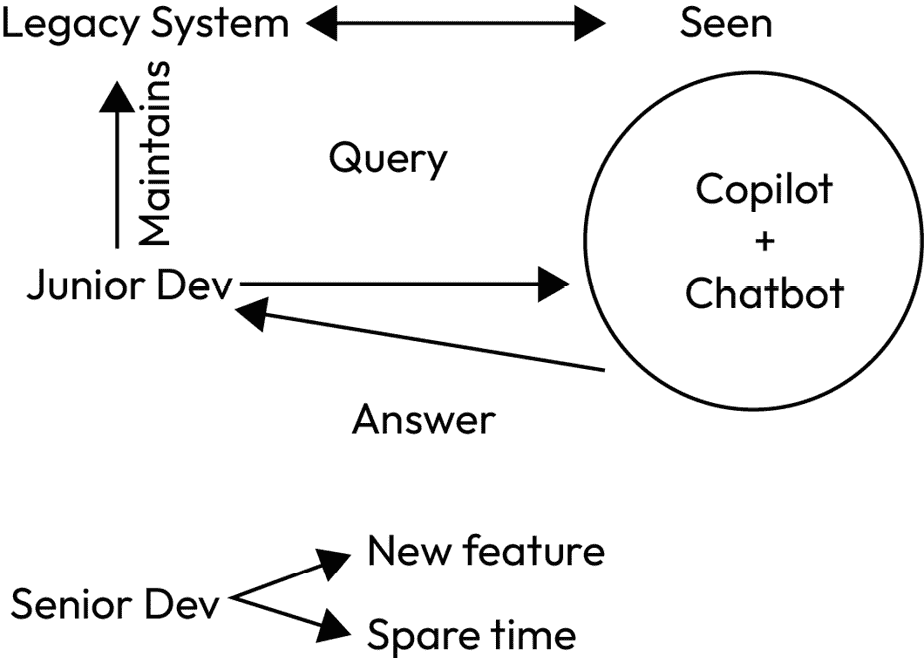 Legacy System
Seen
Maintains
Query
Copilot
+
Chatbot
Junior Dev
Answer
New feature
Senior Dev
Spare time